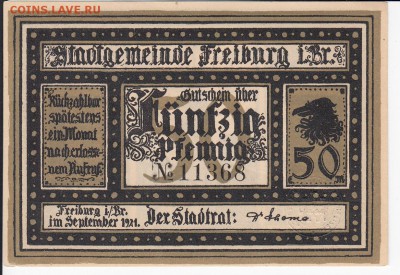 COINS.LAVE.RU
Stadtgemeinde Freiburg i.Br.
Rückzahlbar
spätestens
ein Monat
nach erlosse-
nem Aufruf.
Gutschein über
Fünfzig
Pfennig
№ 11368
50
Freiburg i/Br.
im September 1921.
Der Stadtrat: